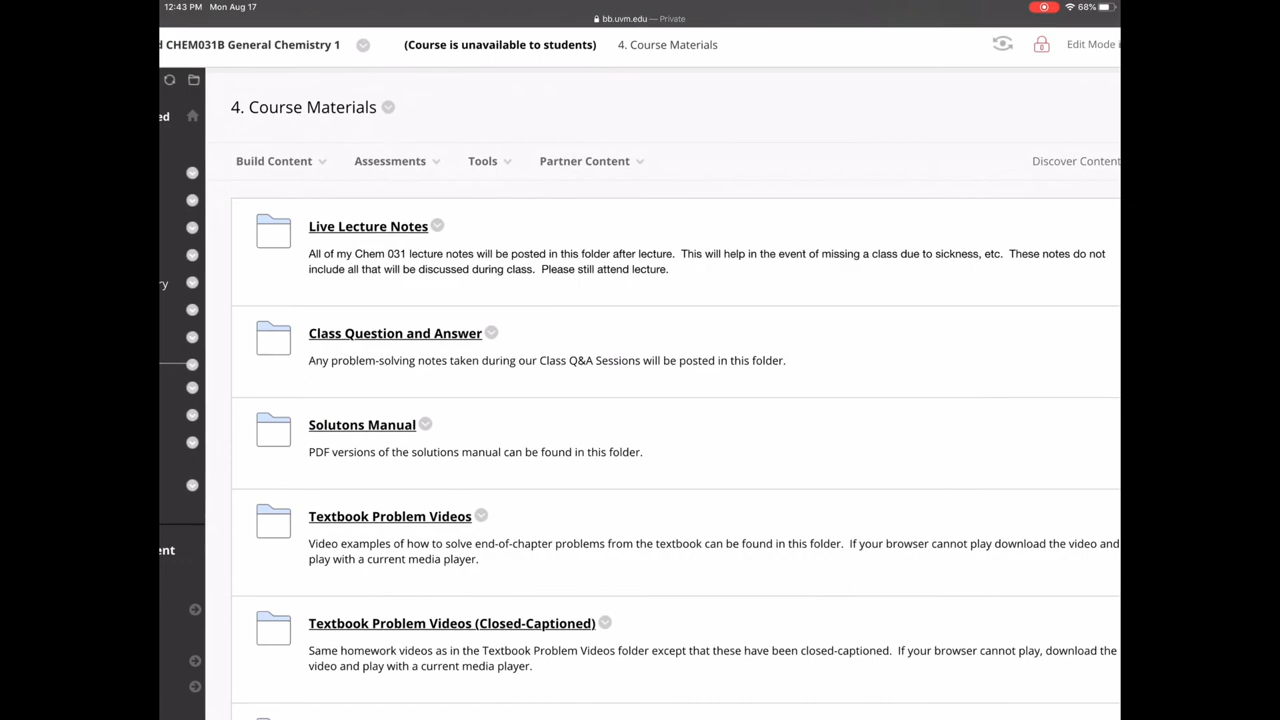 12:43 PM Mon Aug 17
68%
bb.uvm.edu — Private
CHEM031B General Chemistry 1
(Course is unavailable to students)
4. Course Materials
Edit Mode
ed
4. Course Materials
Build Content
Assessments
Tools
Partner Content
Discover Content
Live Lecture Notes
All of my Chem 031 lecture notes will be posted in this folder after lecture. This will help in the event of missing a class due to sickness, etc. These notes do not
include all that will be discussed during class. Please still attend lecture.
ry
Class Question and Answer
Any problem-solving notes taken during our Class Q&A Sessions will be posted in this folder.
Solutons Manual
PDF versions of the solutions manual can be found in this folder.
Textbook Problem Videos
Video examples of how to solve end-of-chapter problems from the textbook can be found in this folder. If your browser cannot play download the video and
play with a current media player.
ent
Textbook Problem Videos (Closed-Captioned)
Same homework videos as in the Textbook Problem Videos folder except that these have been closed-captioned. If your browser cannot play, download the
video and play with a current media player.